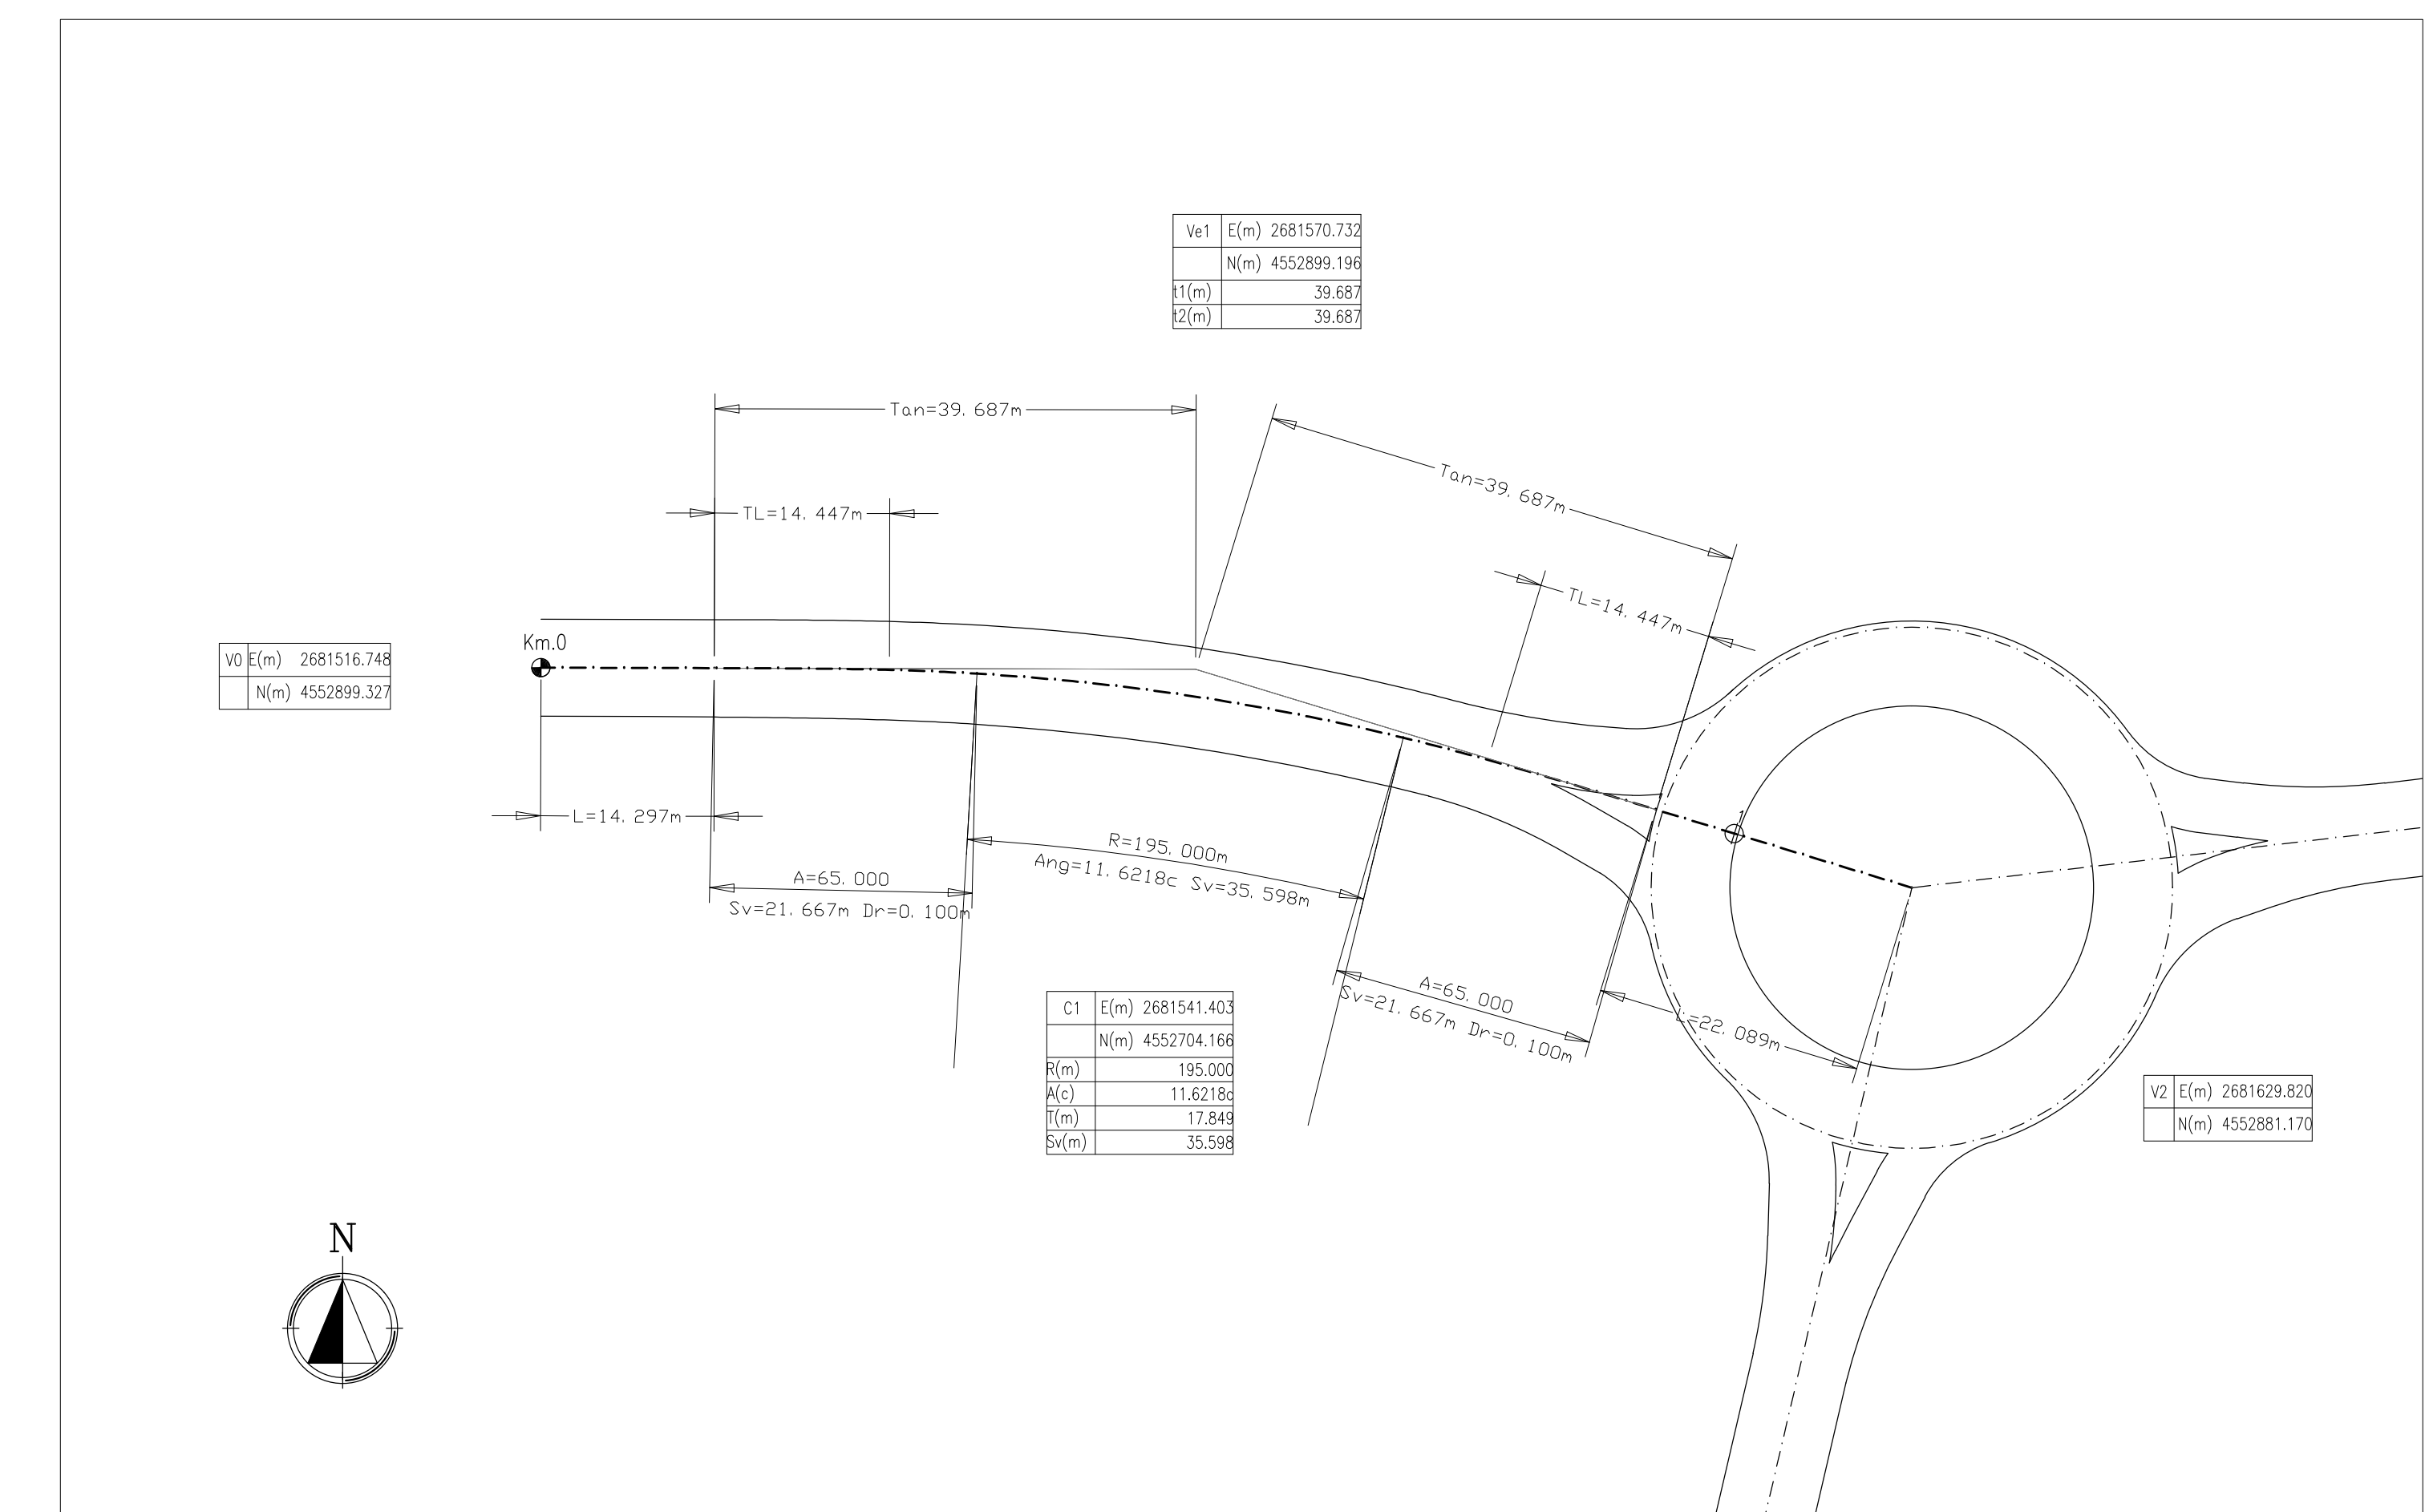 Ve1 E(m) 2681570.732
N(m) 4552899.196
t1(m) 39.687
t2(m) 39.687
Tan=39.687m
Tan=39.687m
TL=14.447m
TL=14.447m
Km.0
V0 E(m) 2681516.748
N(m) 4552899.327
1
L=14.297m
R=195.000m
Ang=11.6218c Sv=35.598m
A=65.000
Sv=21.667m Dr=0.100m
A=65.000
Sv=21.667m Dr=0.100m
L=22.089m
C1 E(m) 2681541.403
N(m) 4552704.166
R(m) 195.000
A(c) 11.6218c
T(m) 17.849
Sv(m) 35.598
V2 E(m) 2681629.820
N(m) 4552881.170
N